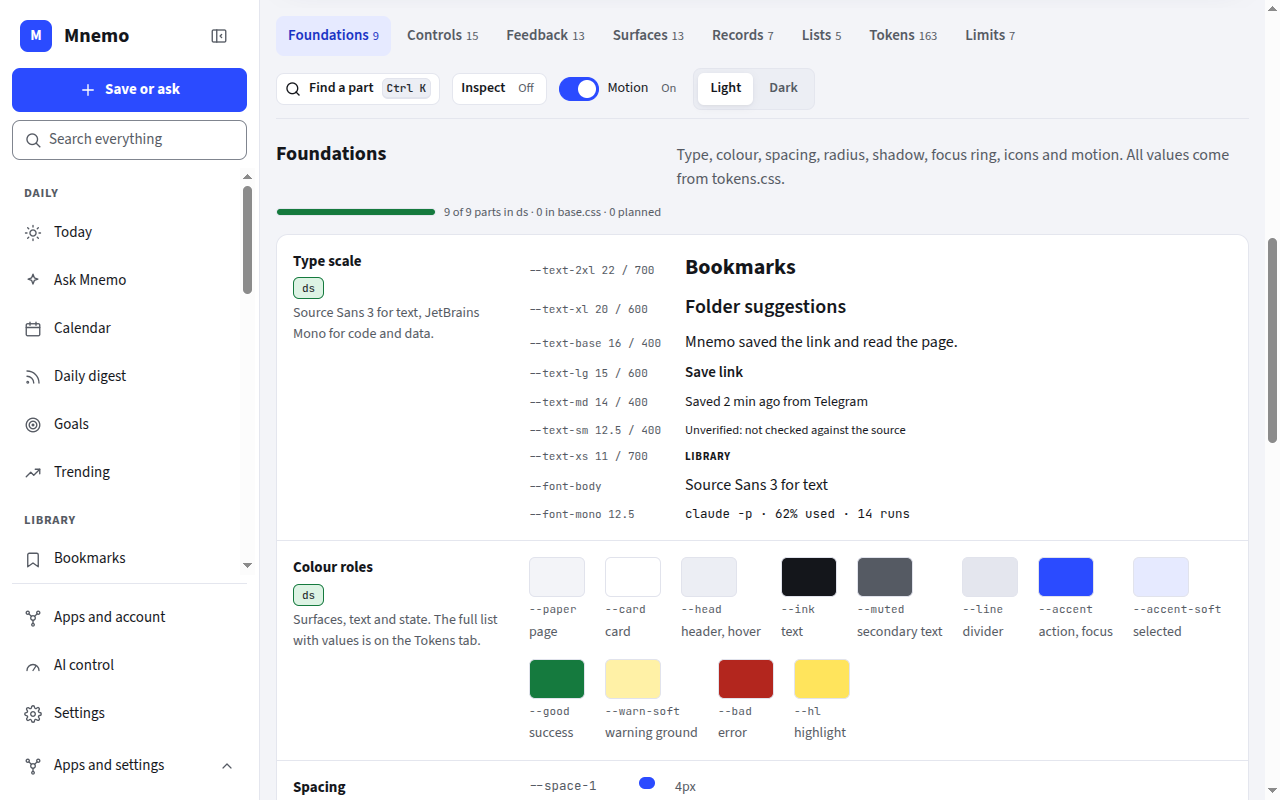 M Mnemo
Save or ask
Search everything
DAILY
Today
Ask Mnemo
Calendar
Daily digest
Goals
Trending
LIBRARY
Bookmarks
Apps and account
AI control
Settings
Apps and settings
Foundations 9 Controls 15 Feedback 13 Surfaces 13 Records 7 Lists 5 Tokens 163 Limits 7
Find a part Ctrl K Inspect Off Motion On Light Dark
Foundations
Type, colour, spacing, radius, shadow, focus ring, icons and motion. All values come
from tokens.css.
9 of 9 parts in ds · 0 in base.css · 0 planned
Type scale
ds
Source Sans 3 for text, JetBrains
Mono for code and data.
--text-2xl 22 / 700 Bookmarks
--text-xl 20 / 600 Folder suggestions
--text-base 16 / 400 Mnemo saved the link and read the page.
--text-lg 15 / 600 Save link
--text-md 14 / 400 Saved 2 min ago from Telegram
--text-sm 12.5 / 400 Unverified: not checked against the source
--text-xs 11 / 700 LIBRARY
--font-body Source Sans 3 for text
--font-mono 12.5 claude -p · 62% used · 14 runs
Colour roles
ds
Surfaces, text and state. The full list
with values is on the Tokens tab.
--paper --card --head --ink --muted --line --accent --accent-soft
page card header, hover text secondary text divider action, focus selected
--good --warn-soft --bad --hl
success warning ground error highlight
Spacing
--space-1 4px